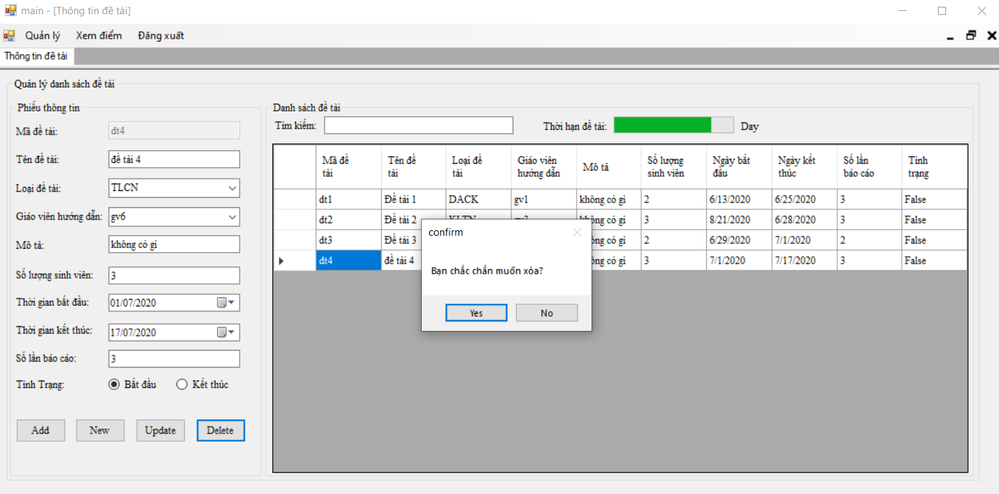 main - [Thông tin đề tài]
Quản lý Xem điểm Đăng xuất
Thông tin đề tài
Quản lý danh sách đề tài
Phiếu thông tin
Mã đề tài: dt4
Tên đề tài: đề tài 4
Loại đề tài: TLCN
Giáo viên hướng dẫn: gv6
Mô tả: không có gì
Số lượng sinh viên: 3
Thời gian bắt đầu: 01/07/2020
Thời gian kết thúc: 17/07/2020
Số lần báo cáo: 3
Tình Trạng: Bắt đầu Kết thúc
Add New Update Delete
Danh sách đề tài
Tìm kiếm: Thời hạn đề tài: Day
Mã đề tài Tên đề tài Loại đề tài Giáo viên hướng dẫn Mô tả Số lượng sinh viên Ngày bắt đầu Ngày kết thúc Số lần báo cáo Tình trạng
dt1 Đề tài 1 DACK gv1 không có gì 2 6/13/2020 6/25/2020 3 False
dt2 Đề tài 2 có gì 3 8/21/2020 6/28/2020 3 False
dt3 Đề tài 3 có gì 2 6/29/2020 7/1/2020 2 False
dt4 đề tài 4 có gì 3 7/1/2020 7/17/2020 3 False
confirm
Bạn chắc chắn muốn xóa?
Yes No